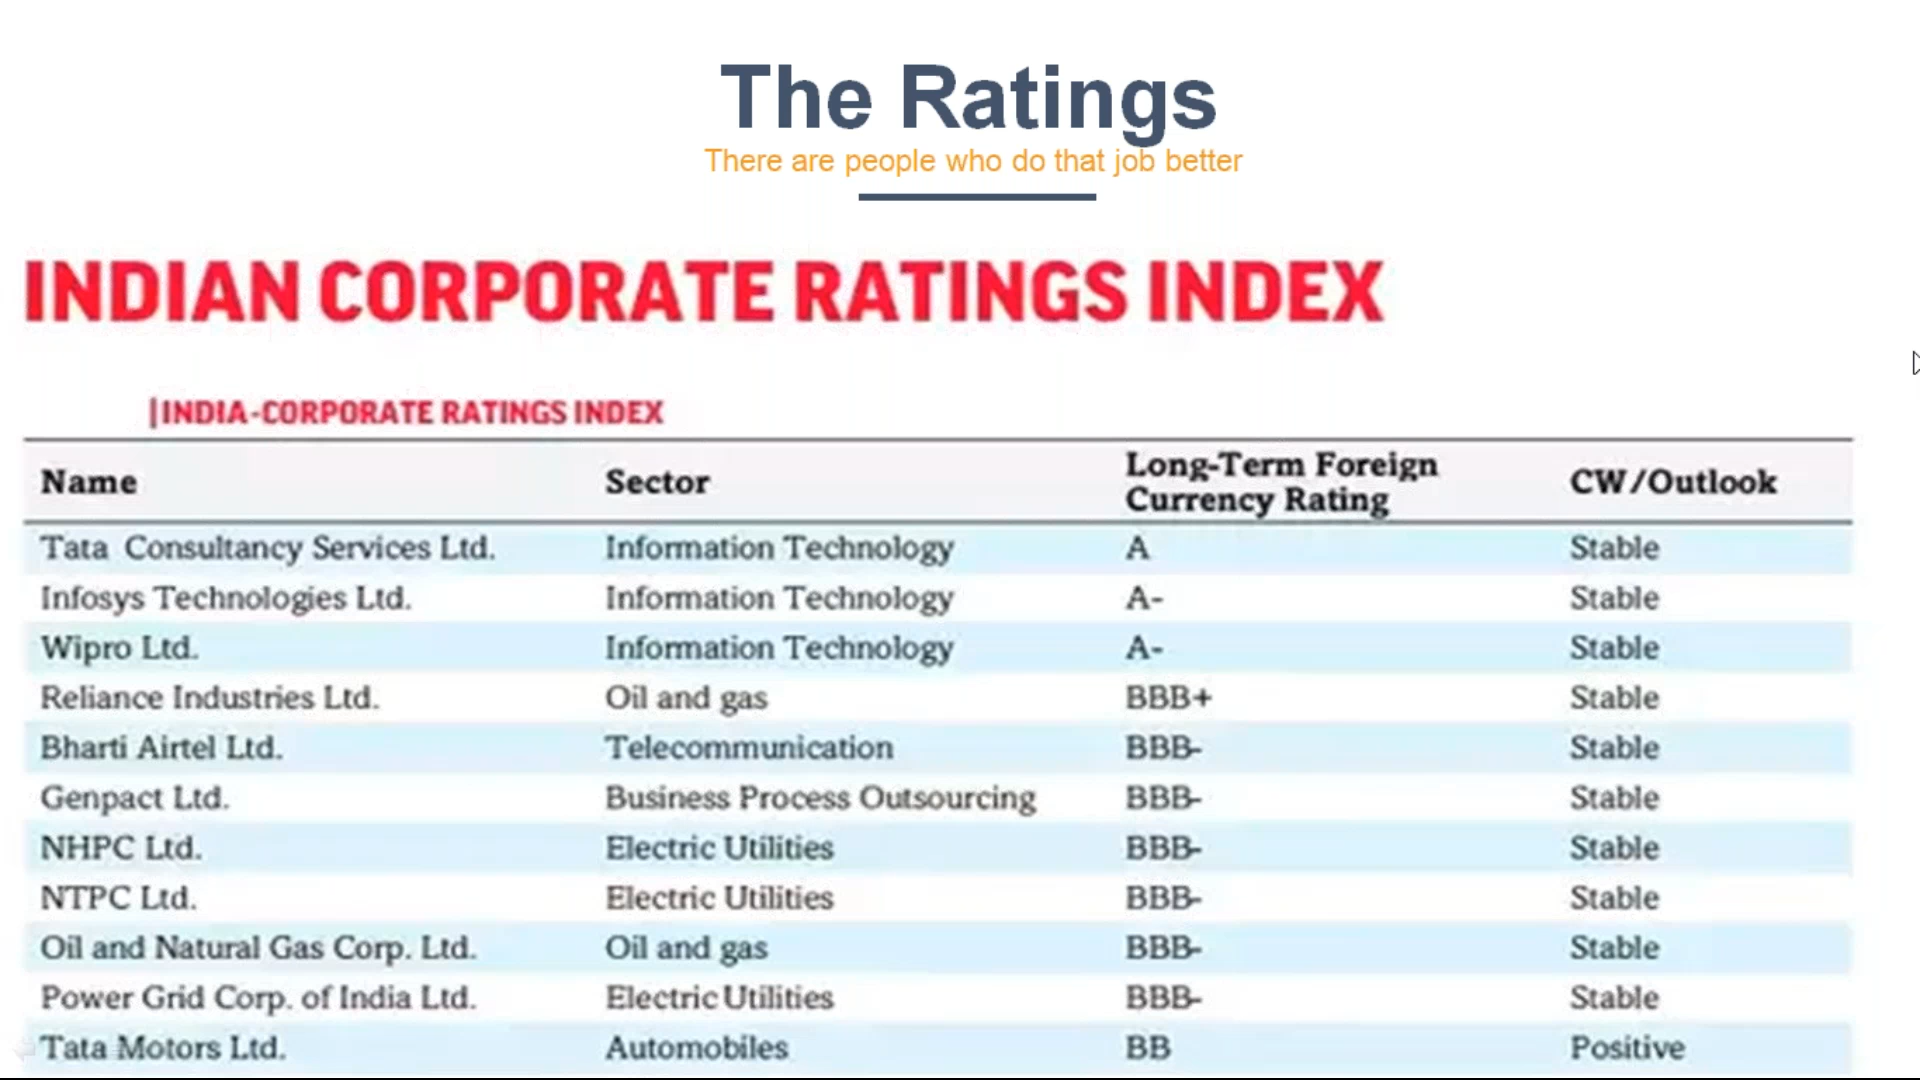 The Ratings
There are people who do that job better
INDIAN CORPORATE RATINGS INDEX
INDIA-CORPORATE RATINGS INDEX
Name Sector Long-Term Foreign Currency Rating CW/Outlook
Tata Consultancy Services Ltd. Information Technology A Stable
Infosys Technologies Ltd. Information Technology A- Stable
Wipro Ltd. Information Technology A- Stable
Reliance Industries Ltd. Oil and gas BBB+ Stable
Bharti Airtel Ltd. Telecommunication BBB- Stable
Genpact Ltd. Business Process Outsourcing BBB- Stable
NHPC Ltd. Electric Utilities BBB- Stable
NTPC Ltd. Electric Utilities BBB- Stable
Oil and Natural Gas Corp. Ltd. Oil and gas BBB- Stable
Power Grid Corp. of India Ltd. Electric Utilities BBB- Stable
Tata Motors Ltd. Automobiles BB Positive